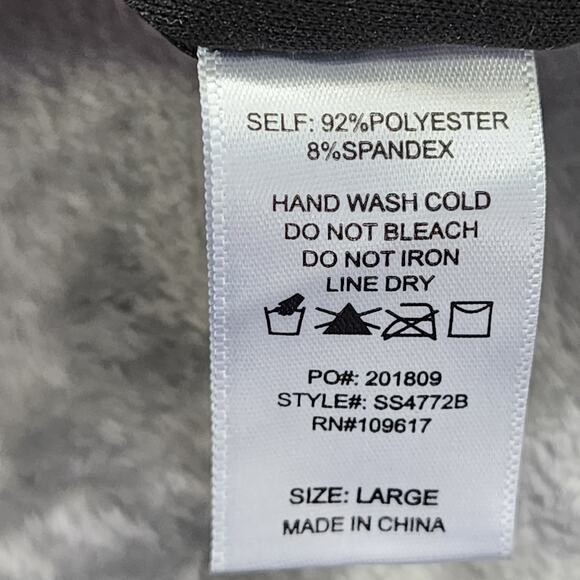 SELF: 92%POLYESTER
8%SPANDEX
HAND WASH COLD
DO NOT BLEACH
DO NOT IRON
LINE DRY
PO#: 201809
STYLE#: SS4772B
RN#109617
SIZE: LARGE
MADE IN CHINA